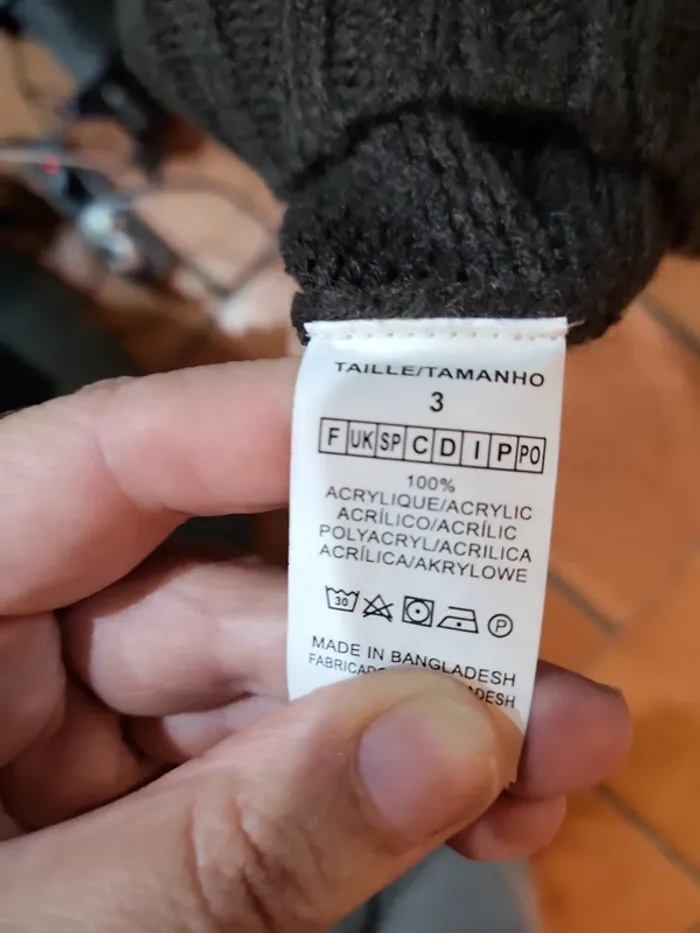 TAILLE/TAMANHO
3
F UK SP C D I P PO
100%
ACRYLIQUE/ACRYLIC
ACRÍLICO/ACRÍLIC
POLYACRYL/ACRILICA
ACRÍLICA/AKRYLOWE
30 P
MADE IN BANGLADESH